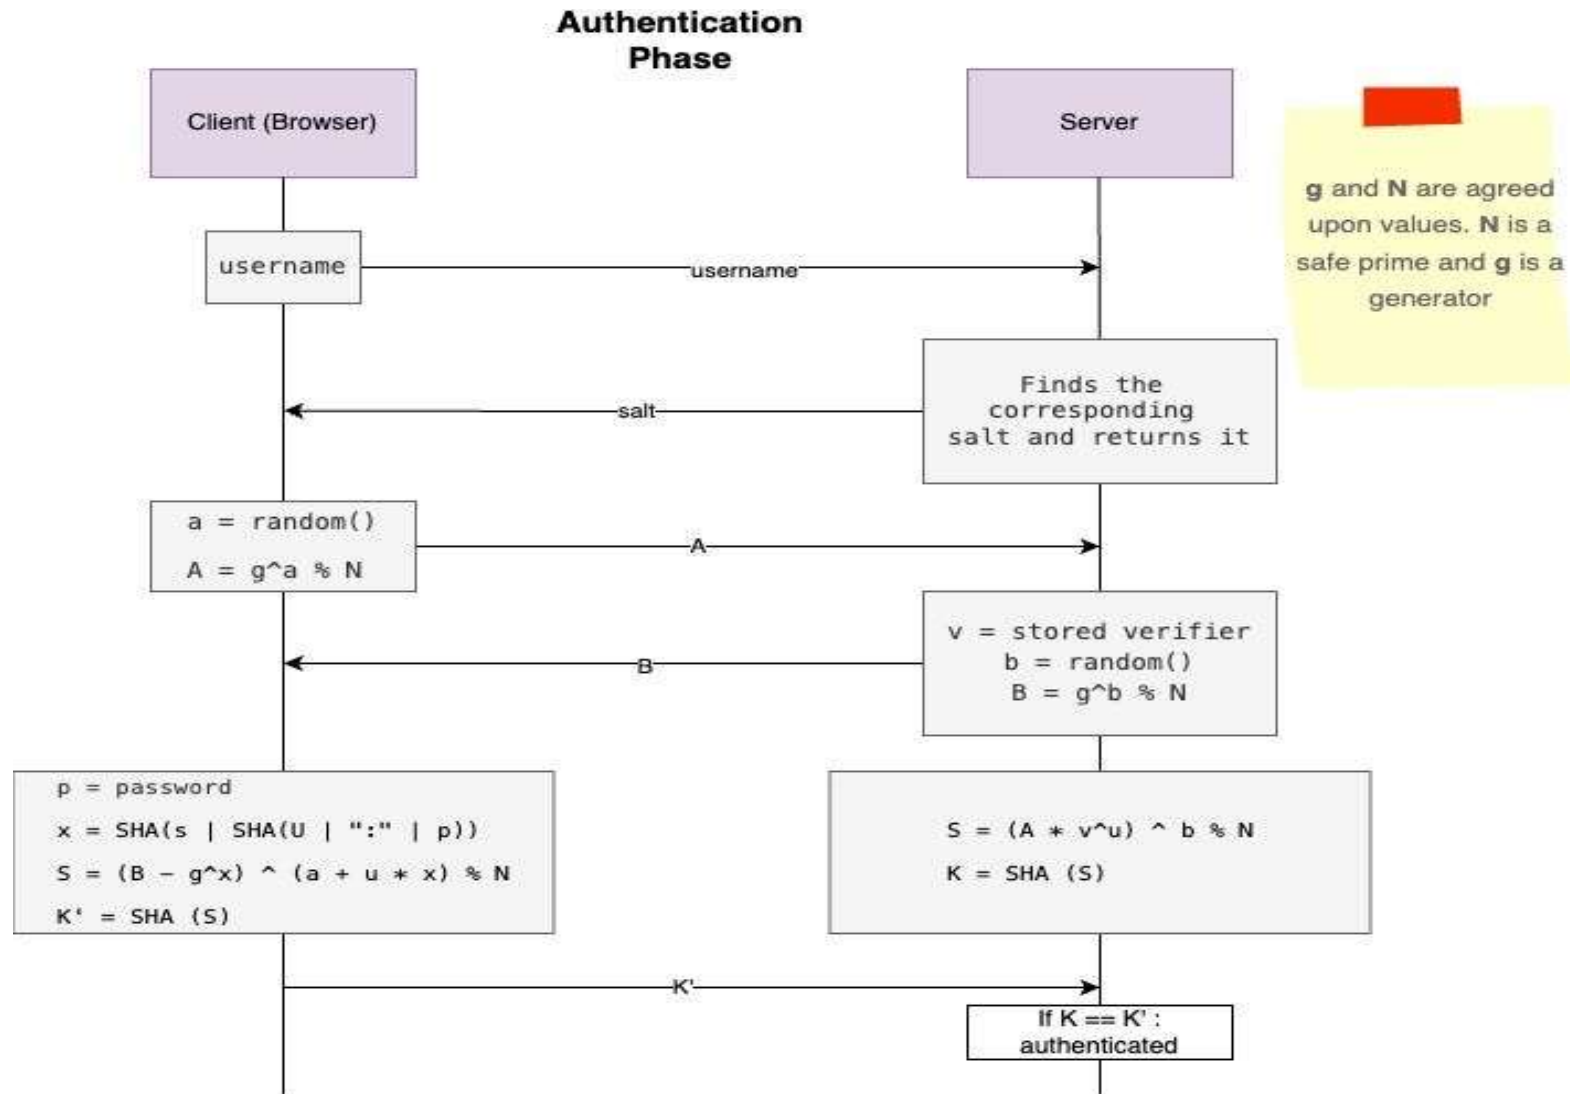 Authentication
Phase
Client (Browser)
Server
g and N are agreed
upon values. N is a
safe prime and g is a
generator
username
username
Finds the
corresponding
salt and returns it
salt
a = random()
A = g^a % N
A
v = stored verifier
b = random()
B = g^b % N
B
p = password
x = SHA(s | SHA(U | ":" | p))
S = (B - g^x) ^ (a + u * x) % N
K' = SHA (S)
S = (A * v^u) ^ b % N
K = SHA (S)
K'
If K == K' :
authenticated